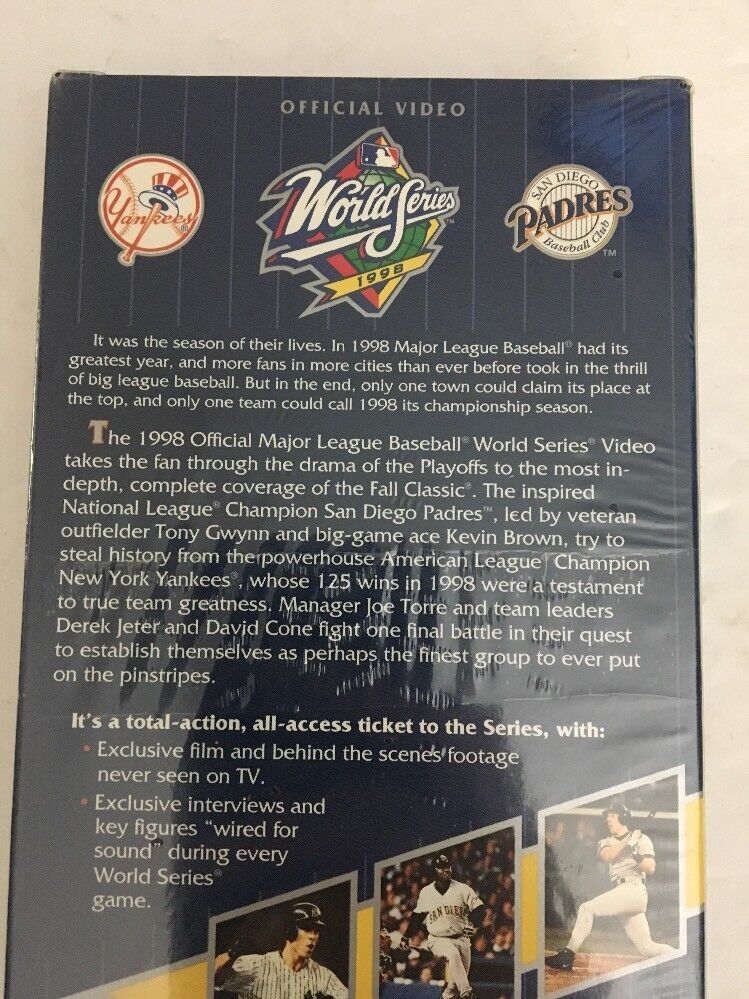 OFFICIAL VIDEO
Yankees®
World Series™
1998
SAN DIEGO
PADRES
Baseball Club
™
It was the season of their lives. In 1998 Major League Baseball® had its
greatest year, and more fans in more cities than ever before took in the thrill
of big league baseball. But in the end, only one town could claim its place at
the top, and only one team could call 1998 its championship season.
The 1998 Official Major League Baseball® World Series® Video
takes the fan through the drama of the Playoffs to the most in-
depth, complete coverage of the Fall Classic®. The inspired
National League® Champion San Diego Padres™, led by veteran
outfielder Tony Gwynn and big-game ace Kevin Brown, try to
steal history from the powerhouse American League® Champion
New York Yankees®, whose 125 wins in 1998 were a testament
to true team greatness. Manager Joe Torre and team leaders
Derek Jeter and David Cone fight one final battle in their quest
to establish themselves as perhaps the finest group to ever put
on the pinstripes.
It's a total-action, all-access ticket to the Series, with:
• Exclusive film and behind the scenes footage
never seen on TV.
• Exclusive interviews and
key figures "wired for
sound" during every
World Series®
game.
SAN DIEGO